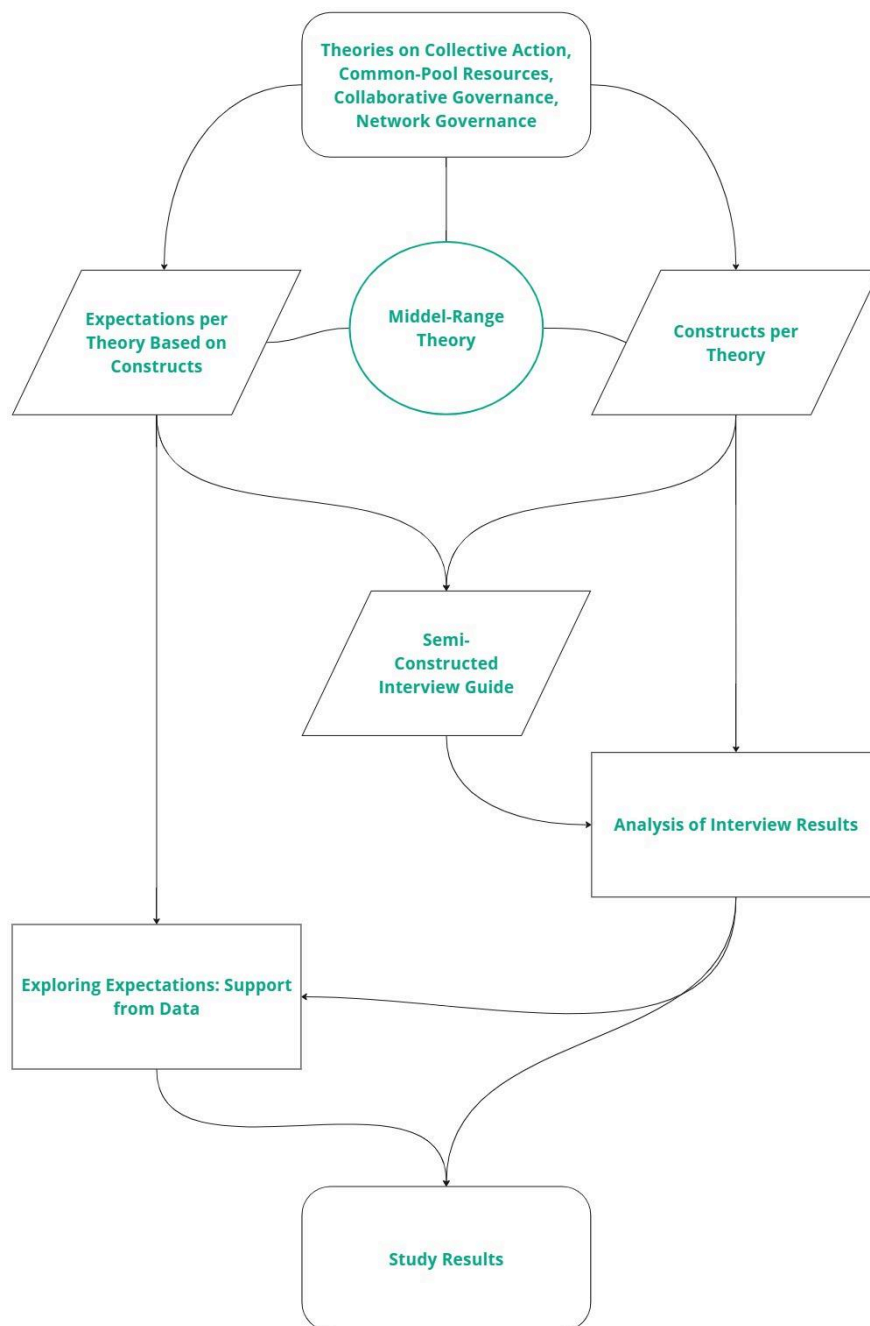 Theories on Collective Action,
Common-Pool Resources,
Collaborative Governance,
Network Governance
Expectations per
Theory Based on
Constructs
Middel-Range
Theory
Constructs per
Theory
Semi-
Constructed
Interview Guide
Analysis of Interview Results
Exploring Expectations: Support
from Data
Study Results